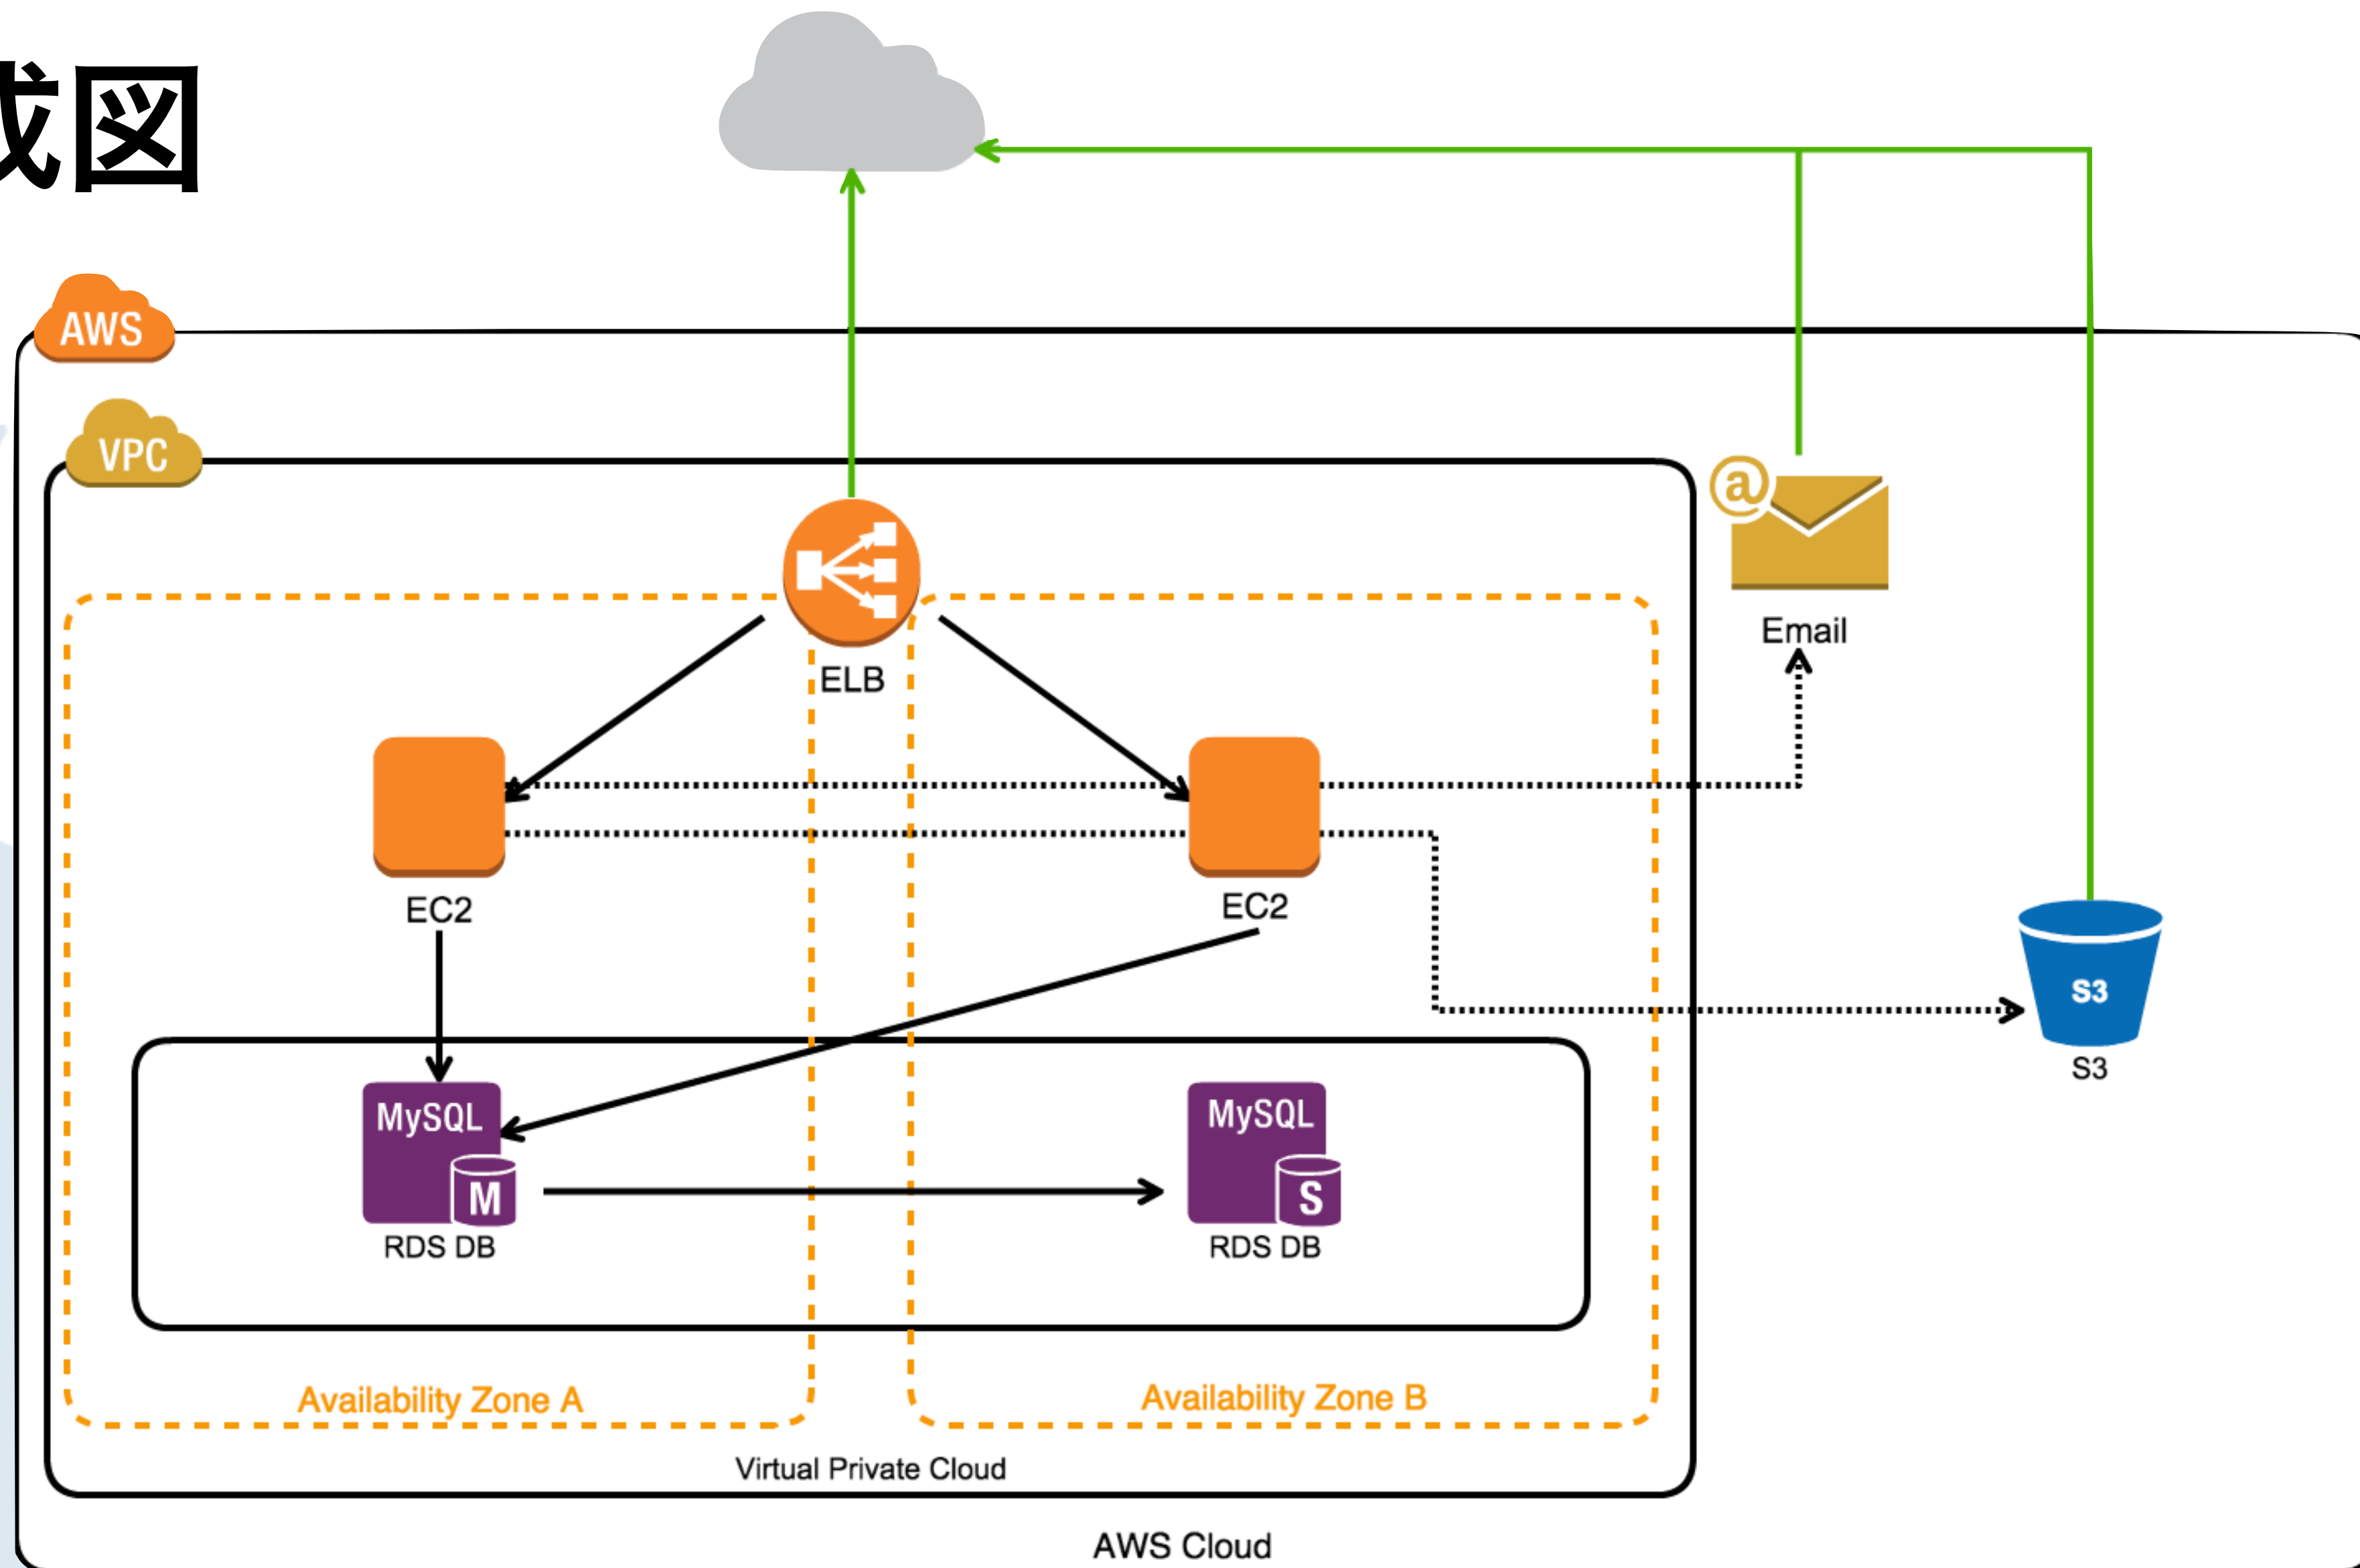 図
AWS
VPC
@
Email
ELB
EC2
EC2
S3
S3
MySQL
M
RDS DB
MySQL
S
RDS DB
Availability Zone A
Availability Zone B
Virtual Private Cloud
AWS Cloud